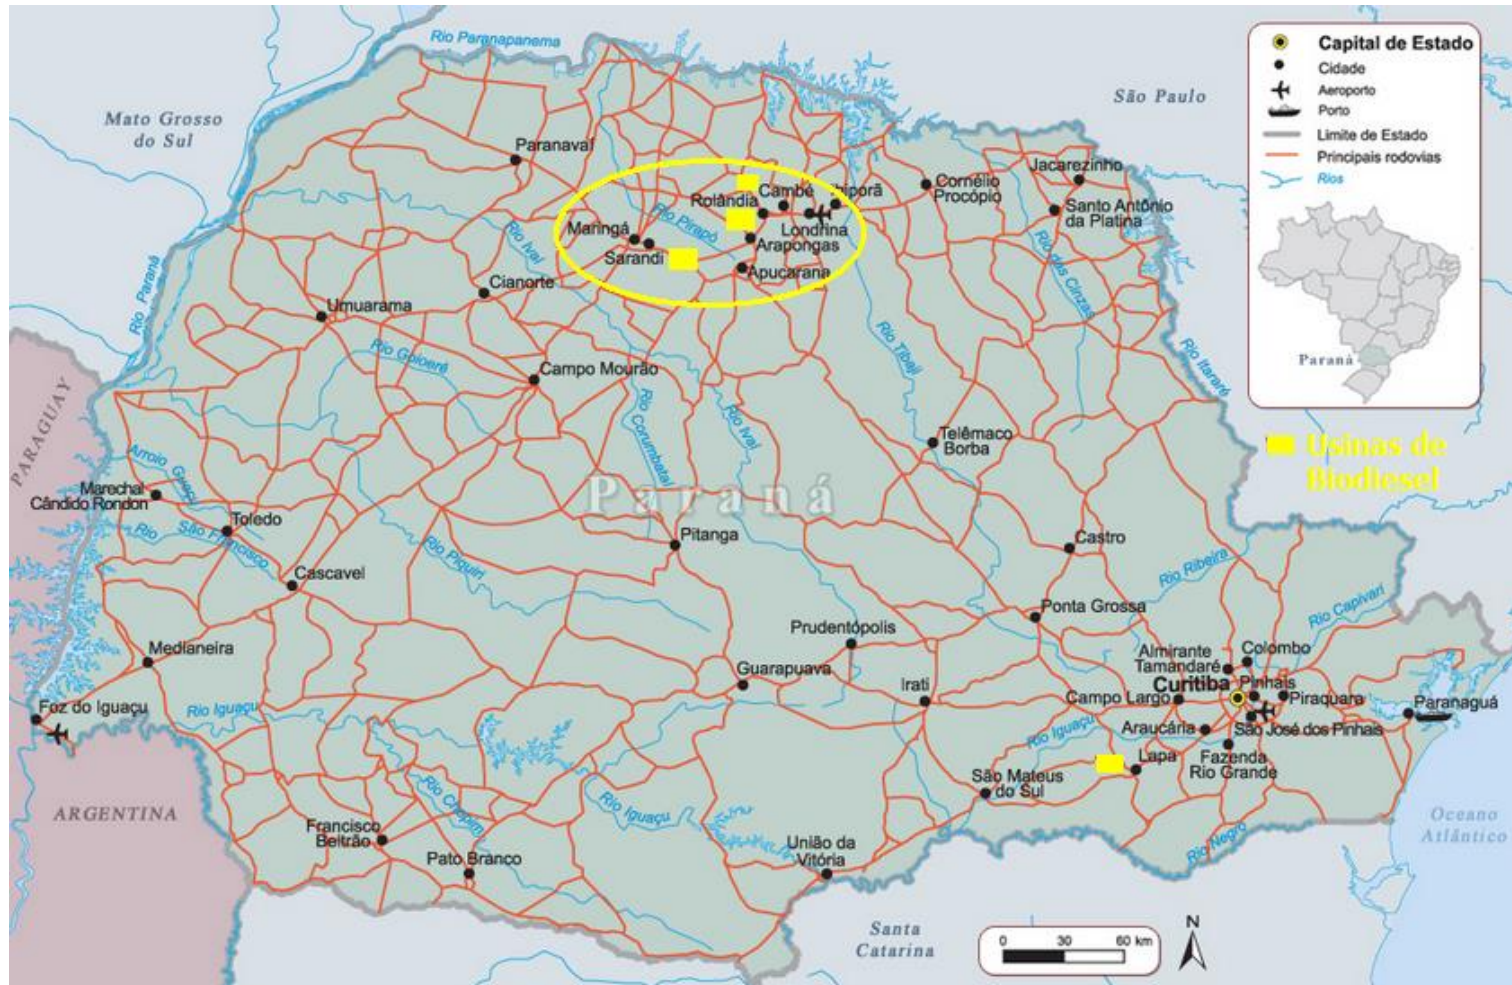 Rio Paranapanema
Capital de Estado
Cidade
Aeroporto
Porto
Limite de Estado
Principais rodovias
Rios
Paraná
São Paulo
Mato Grosso
do Sul
Paranavaí
Jacarezinho
Cornélio
Procópio
Santo Antônio
da Platina
Rolândia
Cambé
Ibiporã
Londrina
Maringá
Rio Pirapó
Sarandi
Arapongas
Apucarana
Rio Ivaí
Rio das Cinzas
Rio Paraná
Cianorte
Umuarama
Rio Goioerê
Rio Tibaji
Rio Itararé
Campo Mourão
Rio Corumbataí
Rio Ivaí
PARAGUAY
Telêmaco
Borba
Usinas de
Biodiesel
Arroio Guaçu
Marechal
Cândido Rondon
Toledo
Rio São Francisco
Paraná
Pitanga
Castro
Rio Piquiri
Cascavel
Rio Ribeira
Rio Capivari
Ponta Grossa
Prudentópolis
Medianeira
Guarapuava
Irati
Almirante
Tamandaré
Colombo
Curitiba
Pinhais
Piraquara
Campo Largo
Paranaguá
Foz do Iguaçu
Rio Iguaçu
Araucária
São José dos Pinhais
Rio Iguaçu
Lapa
Fazenda
Rio Grande
São Mateus
do Sul
ARGENTINA
Rio Chopim
Rio Iguaçu
Francisco
Beltrão
Pato Branco
União da
Vitória
Rio Negro
Oceano
Atlântico
Santa
Catarina
0 30 60 km
N